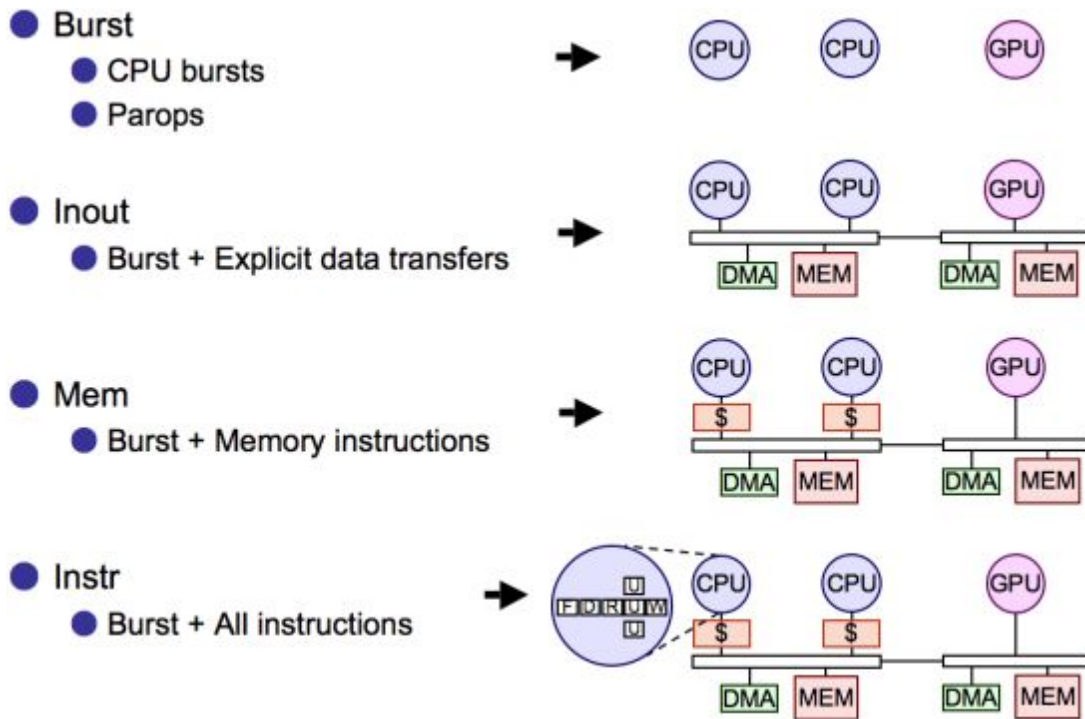 Burst
CPU bursts
Parops
CPU CPU GPU
Inout
Burst + Explicit data transfers
CPU CPU GPU
DMA MEM DMA MEM
Mem
Burst + Memory instructions
CPU CPU GPU
$ $
DMA MEM DMA MEM
Instr
Burst + All instructions
U
F D R U W
U
CPU CPU GPU
$ $
DMA MEM DMA MEM